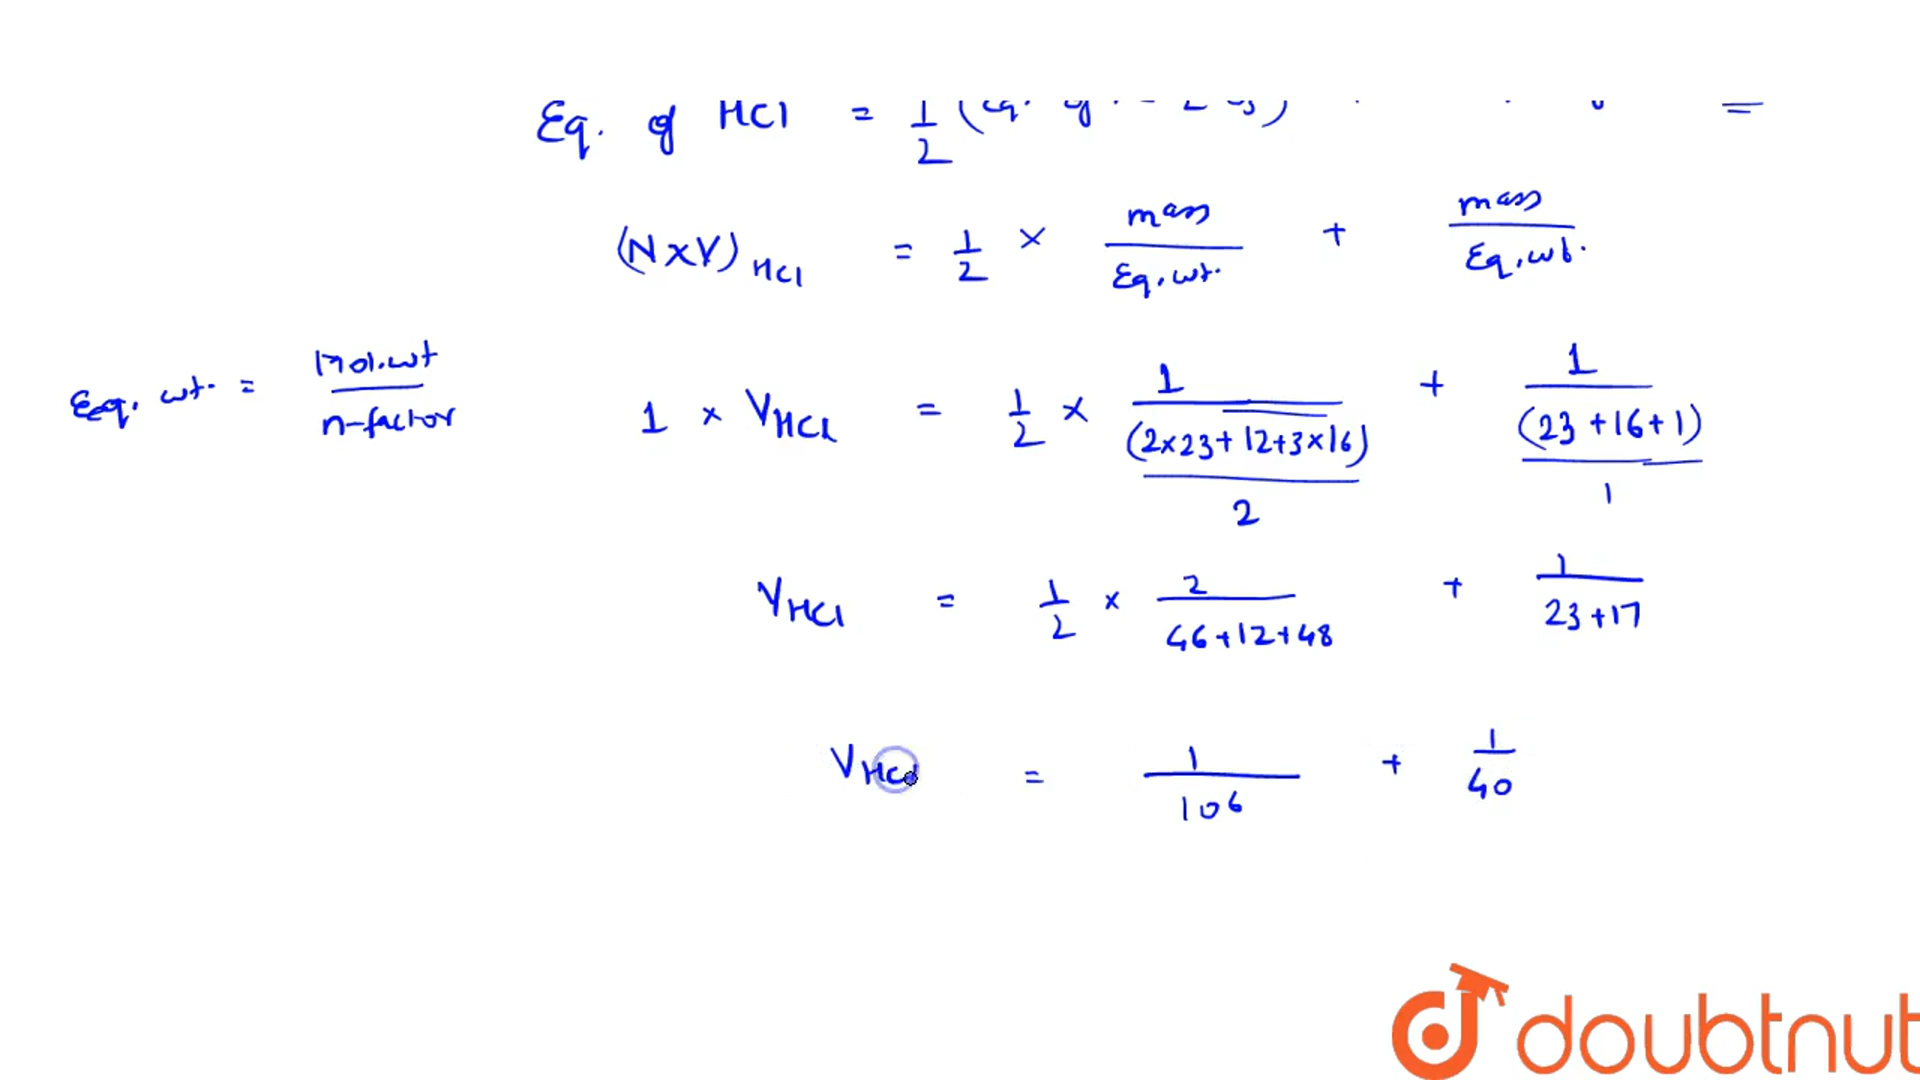 Eq. of HCl = 1/2 (Eq. of
(N×V)HCl = 1/2 × mass/Eq.wt. + mass/Eq.wt.
Eq. wt. = mol.wt/n-factor
1 × VHCl = 1/2 × 1/((2×23+12+3×16)/2) + 1/((23+16+1)/1)
VHCl = 1/2 × 2/(46+12+48) + 1/(23+17)
VHCl = 1/106 + 1/40
doubtnut